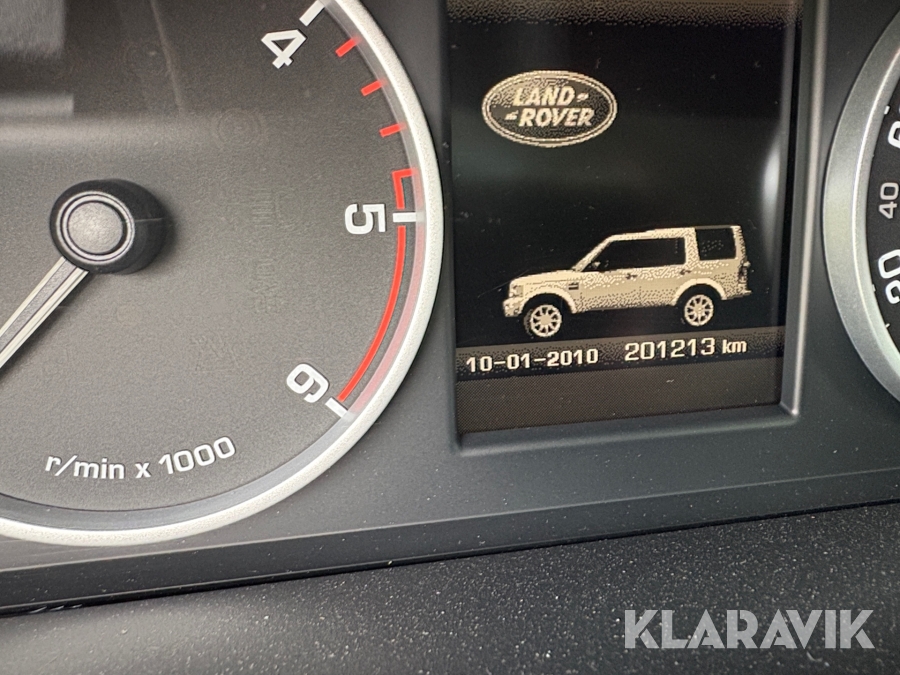 4
5
6
r/min x 1000
LAND-
-ROVER
10-01-2010 201213 km
40
20
KLARAVIK